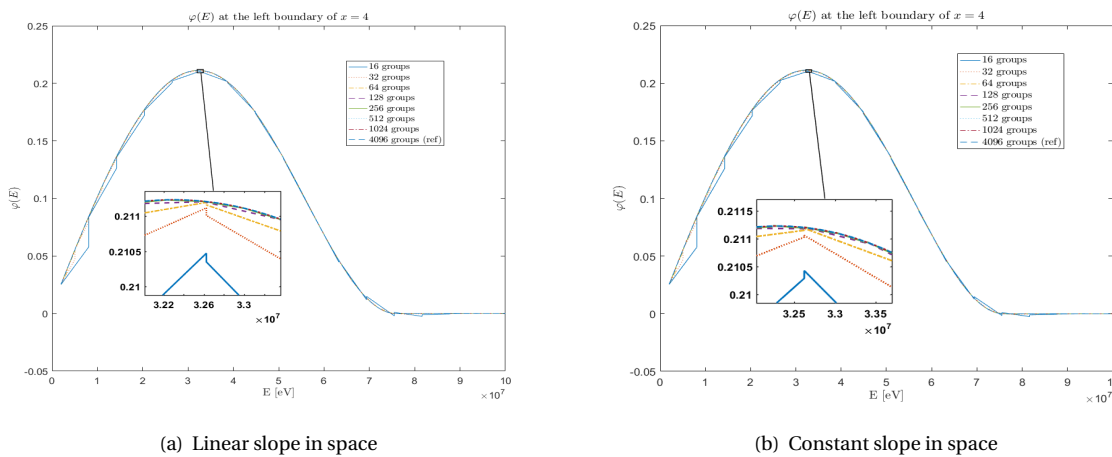 φ(E) at the left boundary of x = 4
0.25
0.2
0.15
0.1
0.05
0
-0.05
φ(E)
16 groups
32 groups
64 groups
128 groups
256 groups
512 groups
1024 groups
4096 groups (ref)
0.211
0.2105
0.21
3.22 3.26 3.3
×10⁷
0 1 2 3 4 5 6 7 8 9 10
E [eV]
×10⁷
(a) Linear slope in space
φ(E) at the left boundary of x = 4
0.25
0.2
0.15
0.1
0.05
0
-0.05
φ(E)
16 groups
32 groups
64 groups
128 groups
256 groups
512 groups
1024 groups
4096 groups (ref)
0.2115
0.211
0.2105
0.21
3.25 3.3 3.35
×10⁷
0 1 2 3 4 5 6 7 8 9 10
E [eV]
×10⁷
(b) Constant slope in space